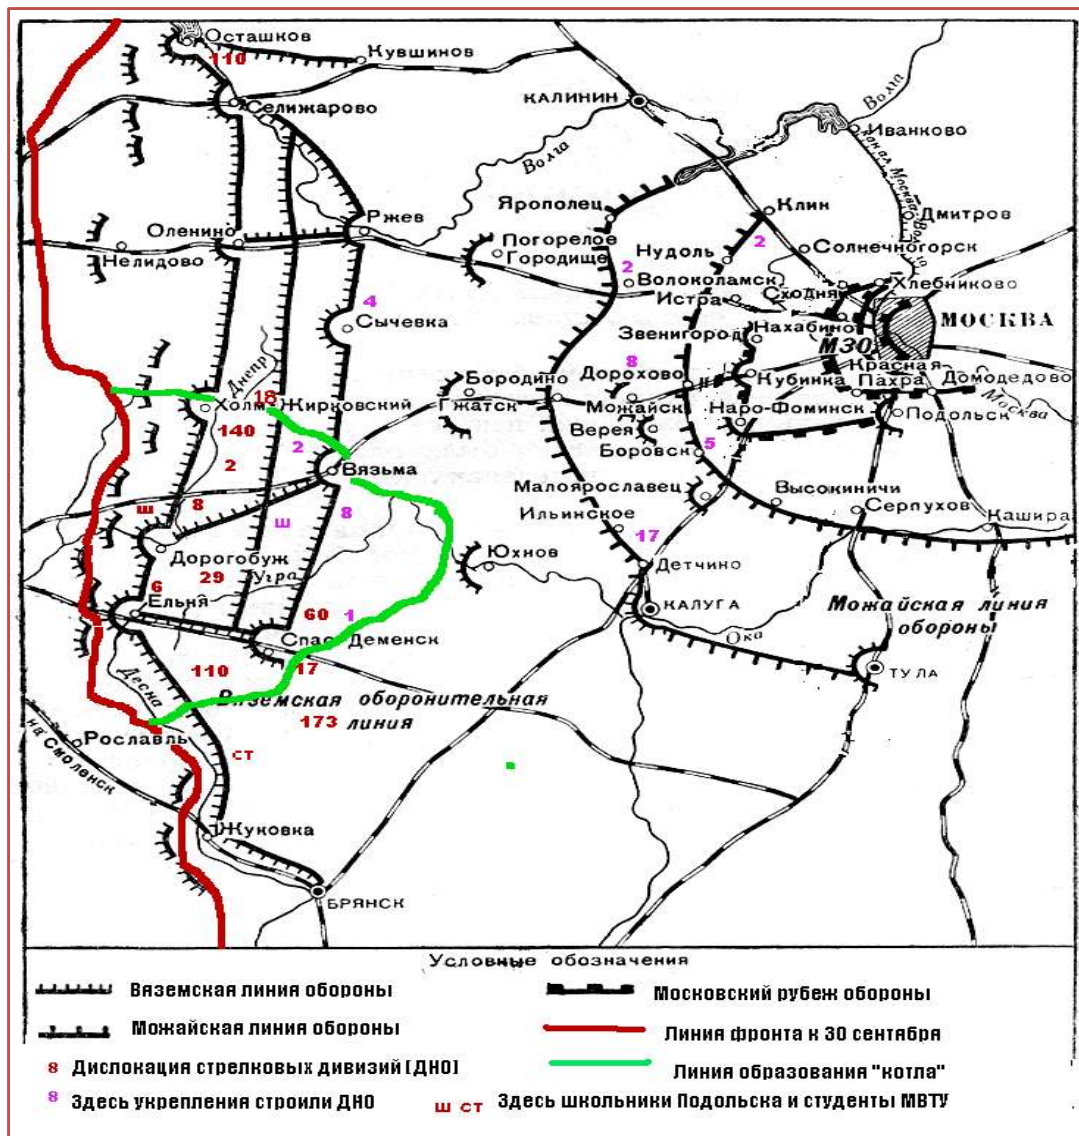 Осташков
Кувшинов
110
Селижарово
КАЛИНИН
Волга
Иванково
Волга
Ржев
Оленино
Нелидово
Ярополец
Клин
Дмитров
Погорелое
Городище
Нудоль
2
Солнечногорск
2
Волоколамск
Истра
Сходня
Хлебниково
4
Сычевка
Звенигород
Нахабино
МОСКВА
МЗО
Днепр
8
Бородино
Дорохово
Кубинка
Красная
Пахра
Домодедово
18
Холм Жирковский
Гжатск
Можайск
Наро-Фоминск
Подольск
Москва
140
Верея
2
2
Боровск
5
Вязьма
Малоярославец
Высокиничи
ш
8
ш
8
Ильинское
Серпухов
Кашира
17
Дорогобуж
Юхнов
Детчино
6
29
Угра
Ельня
60
1
КАЛУГА
Можайская линия
обороны
Спас Деменск
Ока
110
17
ТУЛА
Десна
Вяземская оборонительная
173
линия
Рославль
на Смоленск
ст
Жуковка
БРЯНСК
Условные обозначения
Вяземская линия обороны
Московский рубеж обороны
Можайская линия обороны
Линия фронта к 30 сентября
8 Дислокация стрелковых дивизий [ДНО]
Линия образования "котла"
8 Здесь укрепления строили ДНО
ш ст Здесь школьники Подольска и студенты МВТУ